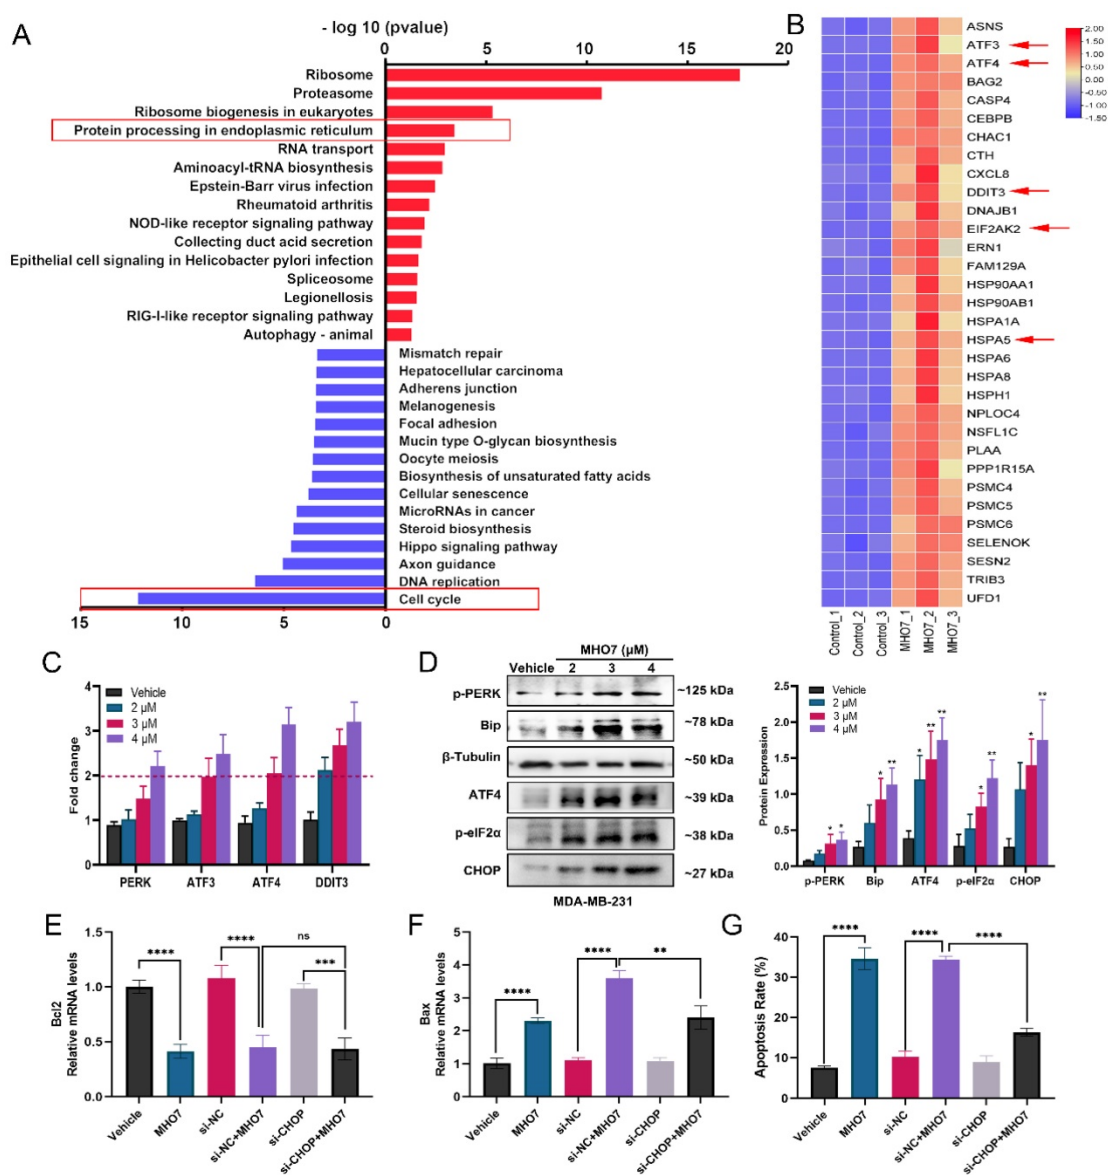 A
- log 10 (pvalue)
0 5 10 15 20
Ribosome
Proteasome
Ribosome biogenesis in eukaryotes
Protein processing in endoplasmic reticulum
RNA transport
Aminoacyl-tRNA biosynthesis
Epstein-Barr virus infection
Rheumatoid arthritis
NOD-like receptor signaling pathway
Collecting duct acid secretion
Epithelial cell signaling in Helicobacter pylori infection
Spliceosome
Legionellosis
RIG-I-like receptor signaling pathway
Autophagy - animal
Mismatch repair
Hepatocellular carcinoma
Adherens junction
Melanogenesis
Focal adhesion
Mucin type O-glycan biosynthesis
Oocyte meiosis
Biosynthesis of unsaturated fatty acids
Cellular senescence
MicroRNAs in cancer
Steroid biosynthesis
Hippo signaling pathway
Axon guidance
DNA replication
Cell cycle
15 10 5 0
B
ASNS
ATF3
ATF4
BAG2
CASP4
CEBPB
CHAC1
CTH
CXCL8
DDIT3
DNAJB1
EIF2AK2
ERN1
FAM129A
HSP90AA1
HSP90AB1
HSPA1A
HSPA5
HSPA6
HSPA8
HSPH1
NPLOC4
NSFL1C
PLAA
PPP1R15A
PSMC4
PSMC5
PSMC6
SELENOK
SESN2
TRIB3
UFD1
2.00
1.50
1.00
0.50
0.00
-0.50
-1.00
-1.50
Control_1
Control_2
Control_3
MHO7_1
MHO7_2
MHO7_3
C
Fold change
4
3
2
1
0
Vehicle
2 μM
3 μM
4 μM
PERK ATF3 ATF4 DDIT3
D
MHO7 (μM)
Vehicle 2 3 4
p-PERK ~125 kDa
Bip ~78 kDa
β-Tubulin ~50 kDa
ATF4 ~39 kDa
p-eIF2α ~38 kDa
CHOP ~27 kDa
MDA-MB-231
Protein Expression
2.5
2.0
1.5
1.0
0.5
0.0
Vehicle
2 μM
3 μM
4 μM
* *
* **
* ** **
* **
* **
p-PERK Bip ATF4 p-eIF2α CHOP
E
Bcl2
Relative mRNA levels
1.5
1.0
0.5
0.0
**** **** ns ***
Vehicle
MHO7
si-NC
si-NC+MHO7
si-CHOP
si-CHOP+MHO7
F
Bax
Relative mRNA levels
5
4
3
2
1
0
**** **** **
Vehicle
MHO7
si-NC
si-NC+MHO7
si-CHOP
si-CHOP+MHO7
G
Apoptosis Rate (%)
40
30
20
10
0
**** **** ****
Vehicle
MHO7
si-NC
si-NC+MHO7
si-CHOP
si-CHOP+MHO7